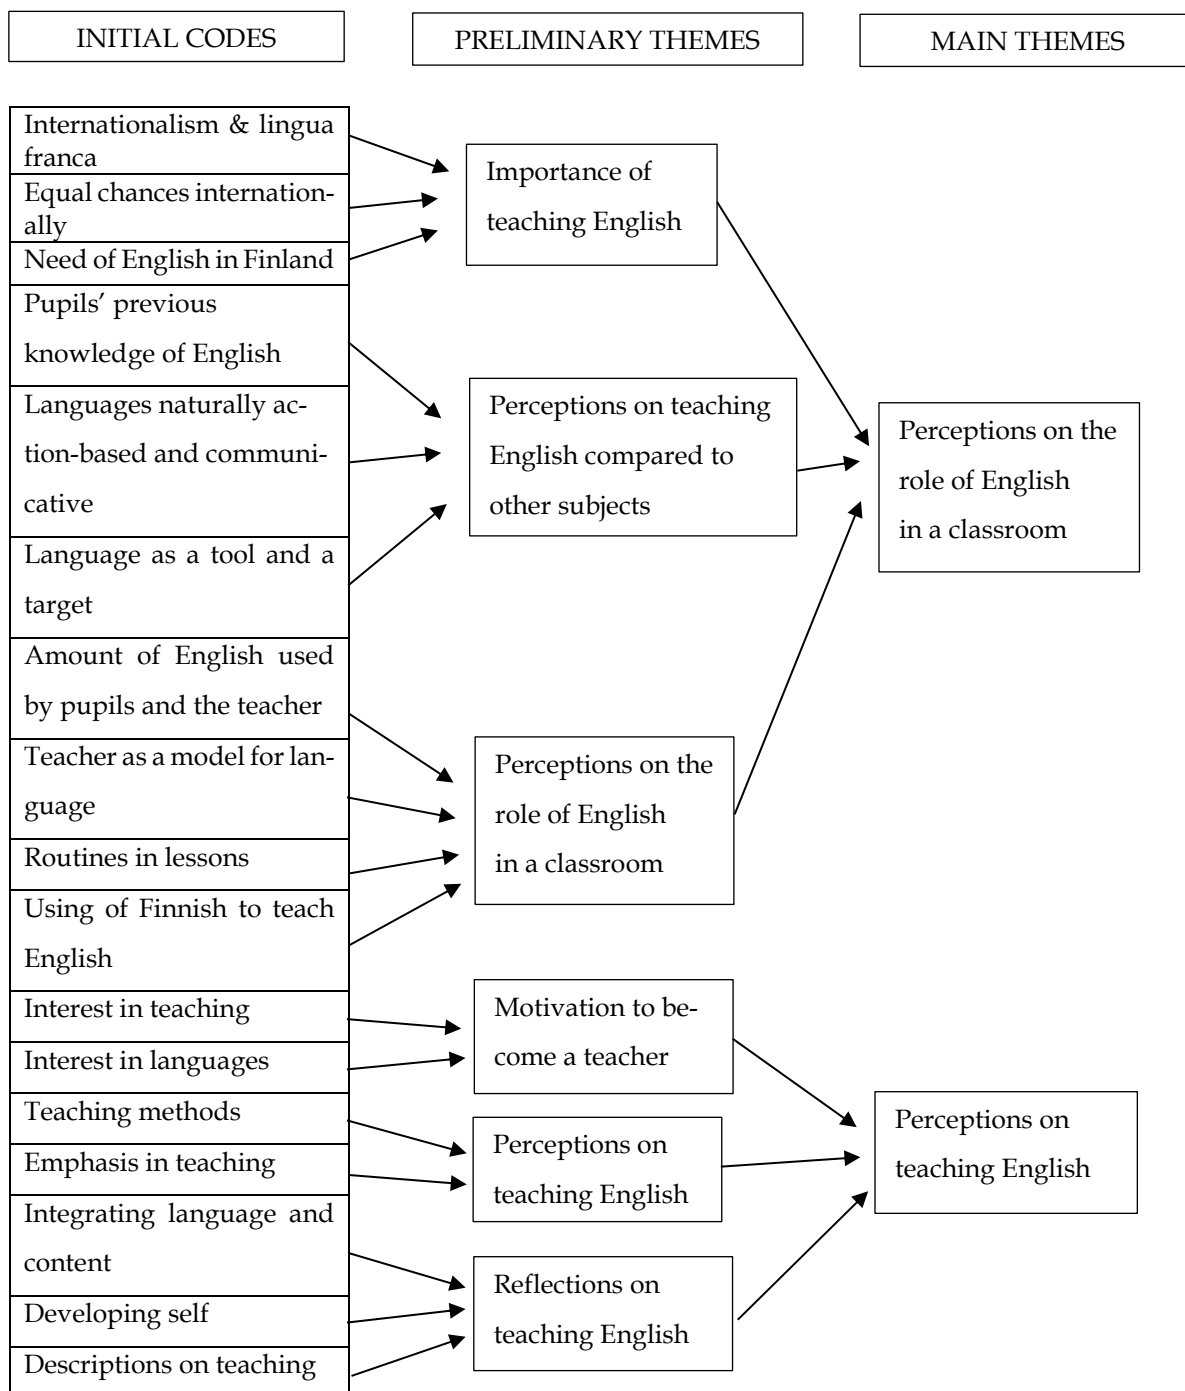 INITIAL CODES
PRELIMINARY THEMES
MAIN THEMES
Internationalism & lingua
franca
Equal chances internation-
ally
Need of English in Finland
Pupils’ previous
knowledge of English
Languages naturally ac-
tion-based and communi-
cative
Language as a tool and a
target
Amount of English used
by pupils and the teacher
Teacher as a model for lan-
guage
Routines in lessons
Using of Finnish to teach
English
Interest in teaching
Interest in languages
Teaching methods
Emphasis in teaching
Integrating language and
content
Developing self
Descriptions on teaching
Importance of
teaching English
Perceptions on teaching
English compared to
other subjects
Perceptions on the
role of English
in a classroom
Motivation to be-
come a teacher
Perceptions on
teaching English
Reflections on
teaching English
Perceptions on the
role of English
in a classroom
Perceptions on
teaching English